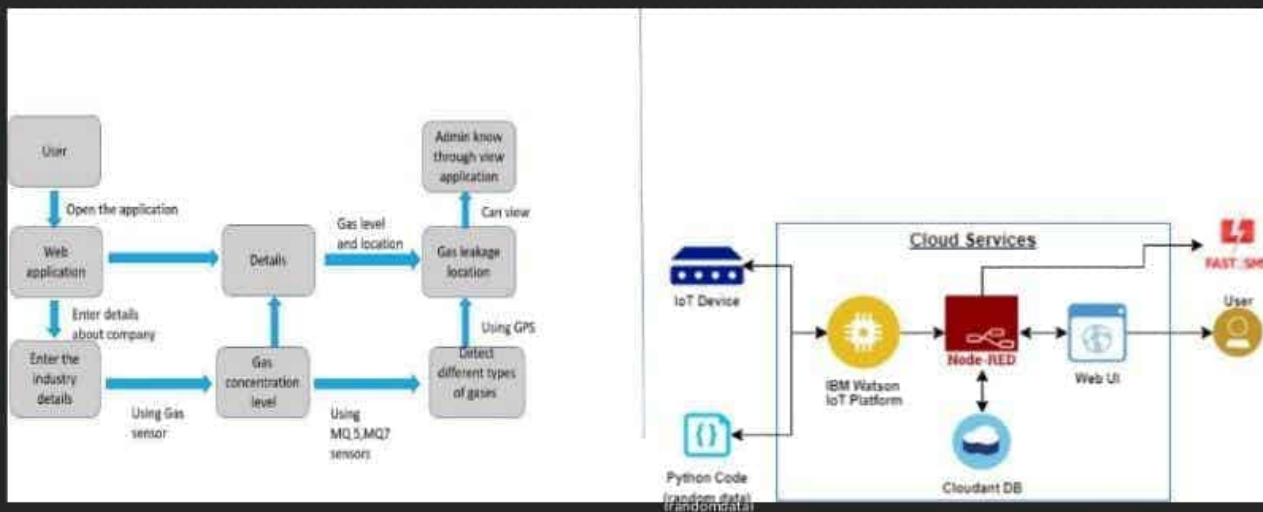 User
Open the application
Web
application
Enter details
about company
Enter the
industry
details
Using Gas
sensor
Details
Gas
concentration
level
Gas level
and location
Using
MQ,5,MQ7
sensors
Admin know
through view
application
Can view
Gas leakage
location
Using GPS
Detect
different types
of gases
Cloud Services
IoT Device
IBM Watson
IoT Platform
Node-RED
Web UI
Cloudant DB
Python Code
(random data)
(randomdata)
User